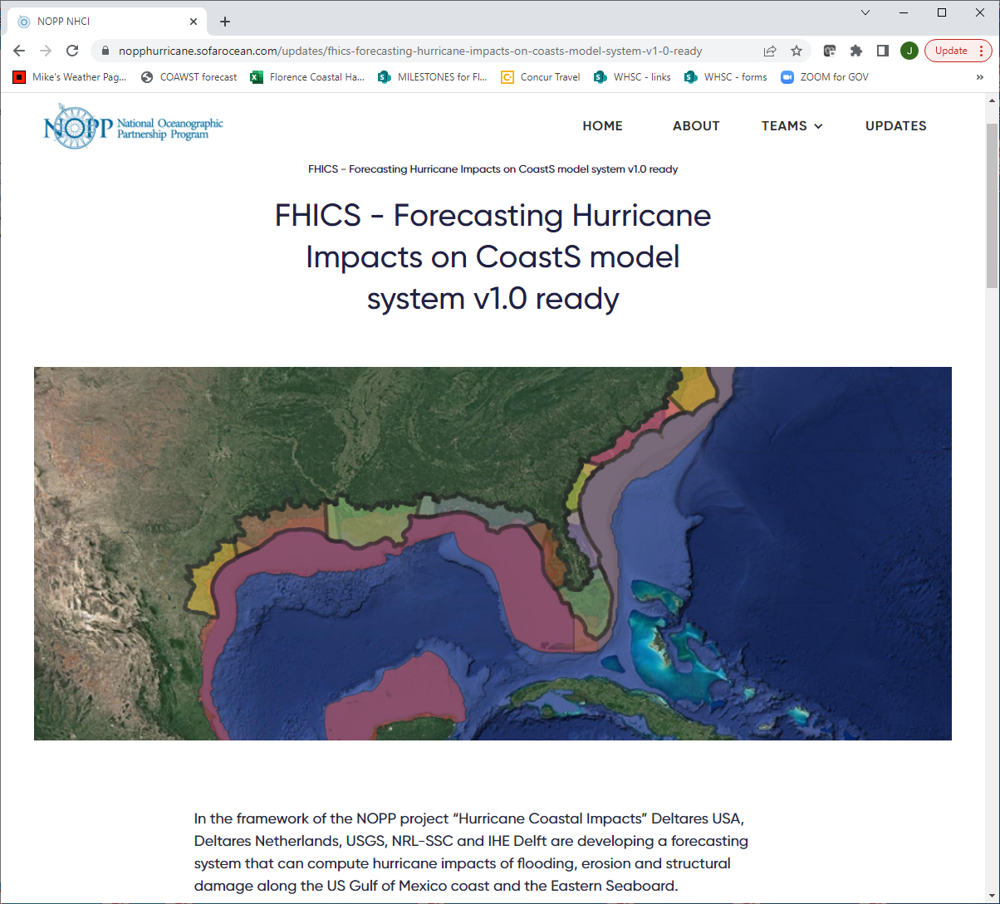 NOPP NHCI
nopphurricane.sofarocean.com/updates/fhics-forecasting-hurricane-impacts-on-coasts-model-system-v1-0-ready
J
Update
Mike's Weather Pag...
COAWST forecast
Florence Coastal Ha...
MILESTONES for Fl...
Concur Travel
WHSC - links
WHSC - forms
ZOOM for GOV
»
NOPP National Oceanographic
Partnership Program
HOME
ABOUT
TEAMS
UPDATES
FHICS - Forecasting Hurricane Impacts on CoastS model system v1.0 ready
FHICS - Forecasting Hurricane
Impacts on CoastS model
system v1.0 ready
In the framework of the NOPP project “Hurricane Coastal Impacts” Deltares USA,
Deltares Netherlands, USGS, NRL-SSC and IHE Delft are developing a forecasting
system that can compute hurricane impacts of flooding, erosion and structural
damage along the US Gulf of Mexico coast and the Eastern Seaboard.